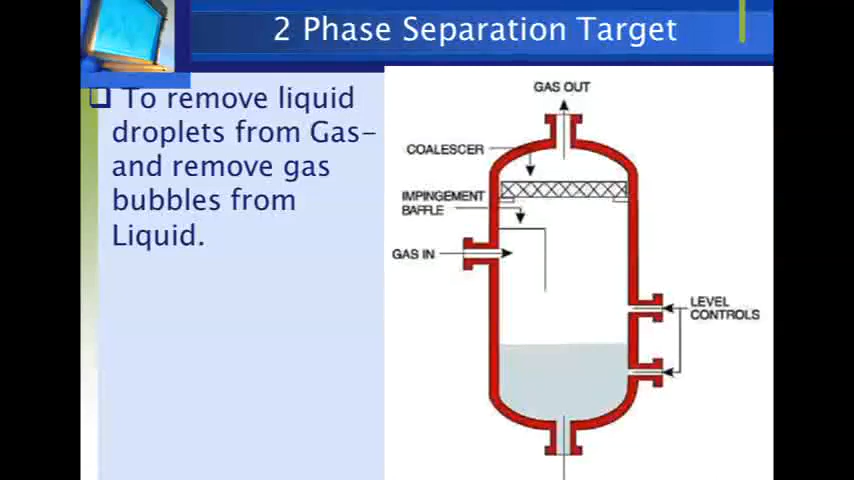 2 Phase Separation Target
❑ To remove liquid
droplets from Gas-
and remove gas
bubbles from
Liquid.
GAS OUT
COALESCER
IMPINGEMENT
BAFFLE
GAS IN
LEVEL
CONTROLS